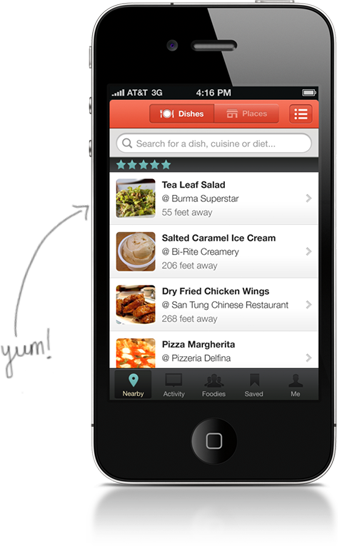 AT&T 3G 4:16 PM
Dishes Places
Search for a dish, cuisine or diet...
Tea Leaf Salad
@ Burma Superstar
55 feet away
Salted Caramel Ice Cream
@ Bi-Rite Creamery
206 feet away
Dry Fried Chicken Wings
@ San Tung Chinese Restaurant
268 feet away
yum!
Pizza Margherita
@ Pizzeria Delfina
Nearby Activity Foodies Saved Me